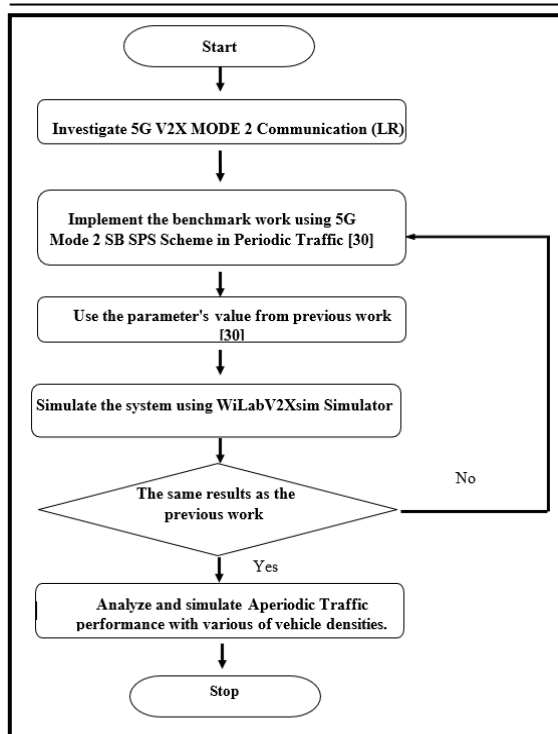 Start
Investigate 5G V2X MODE 2 Communication (LR)
Implement the benchmark work using 5G
Mode 2 SB SPS Scheme in Periodic Traffic [30]
Use the parameter's value from previous work
[30]
Simulate the system using WiLabV2Xsim Simulator
The same results as the
previous work
No
Yes
Analyze and simulate Aperiodic Traffic
performance with various of vehicle densities.
Stop